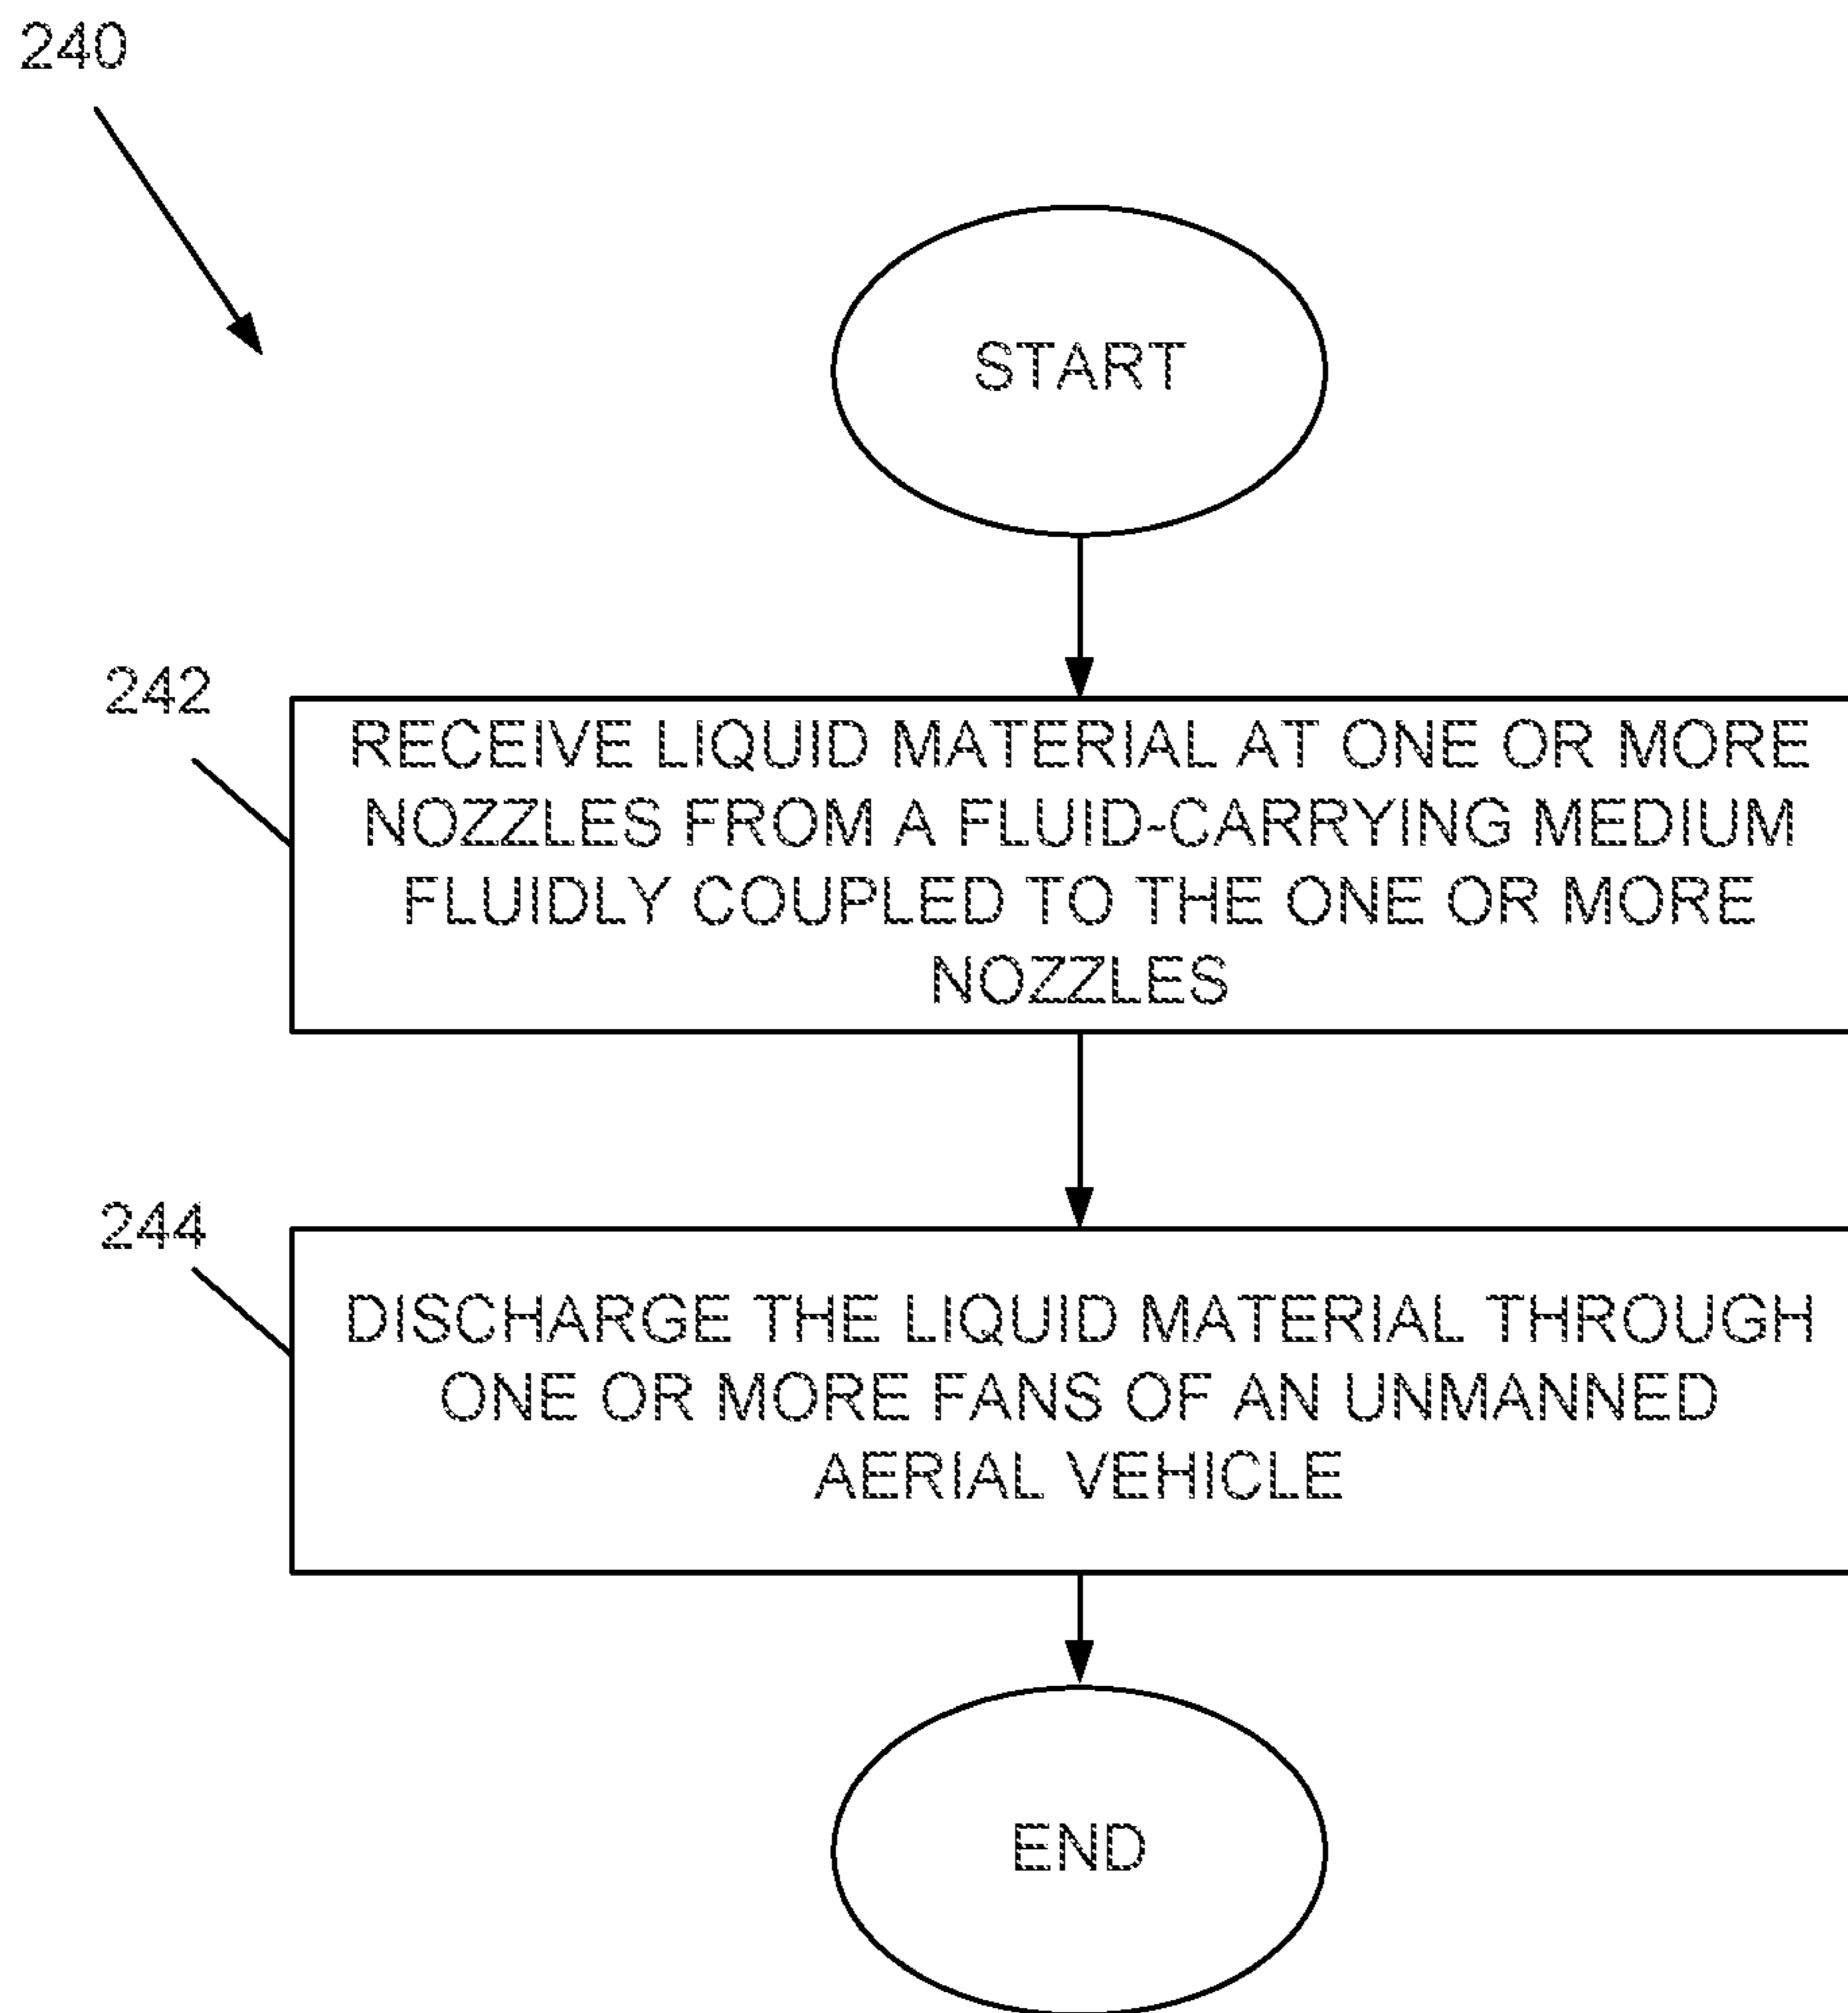 240
START
242
RECEIVE LIQUID MATERIAL AT ONE OR MORE
NOZZLES FROM A FLUID-CARRYING MEDIUM
FLUIDLY COUPLED TO THE ONE OR MORE
NOZZLES
244
DISCHARGE THE LIQUID MATERIAL THROUGH
ONE OR MORE FANS OF AN UNMANNED
AERIAL VEHICLE
END